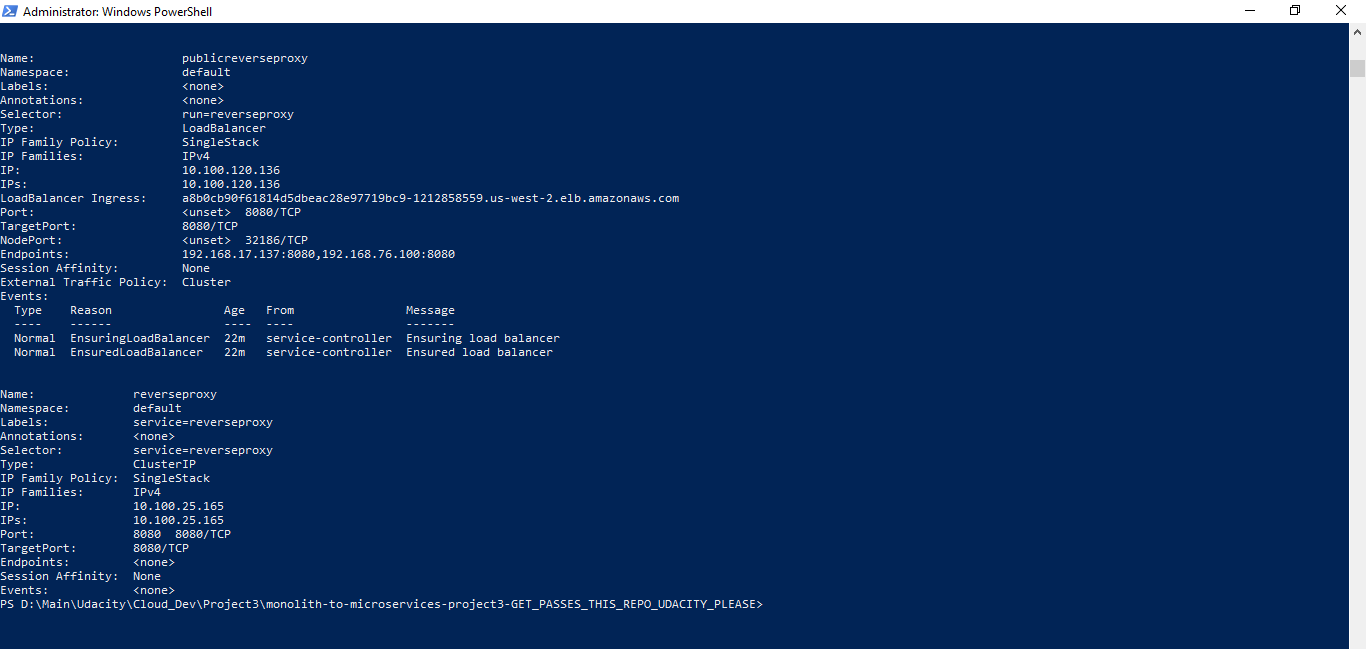 Administrator: Windows PowerShell
Name: publicreverseproxy
Namespace: default
Labels: <none>
Annotations: <none>
Selector: run=reverseproxy
Type: LoadBalancer
IP Family Policy: SingleStack
IP Families: IPv4
IP: 10.100.120.136
IPs: 10.100.120.136
LoadBalancer Ingress: a8b0cb90f61814d5dbeac28e97719bc9-1212858559.us-west-2.elb.amazonaws.com
Port: <unset> 8080/TCP
TargetPort: 8080/TCP
NodePort: <unset> 32186/TCP
Endpoints: 192.168.17.137:8080,192.168.76.100:8080
Session Affinity: None
External Traffic Policy: Cluster
Events:
Type Reason Age From Message
---- ------ ---- ---- -------
Normal EnsuringLoadBalancer 22m service-controller Ensuring load balancer
Normal EnsuredLoadBalancer 22m service-controller Ensured load balancer
Name: reverseproxy
Namespace: default
Labels: service=reverseproxy
Annotations: <none>
Selector: service=reverseproxy
Type: ClusterIP
IP Family Policy: SingleStack
IP Families: IPv4
IP: 10.100.25.165
IPs: 10.100.25.165
Port: 8080 8080/TCP
TargetPort: 8080/TCP
Endpoints: <none>
Session Affinity: None
Events: <none>
PS D:\Main\Udacity\Cloud_Dev\Project3\monolith-to-microservices-project3-GET_PASSES_THIS_REPO_UDACITY_PLEASE>